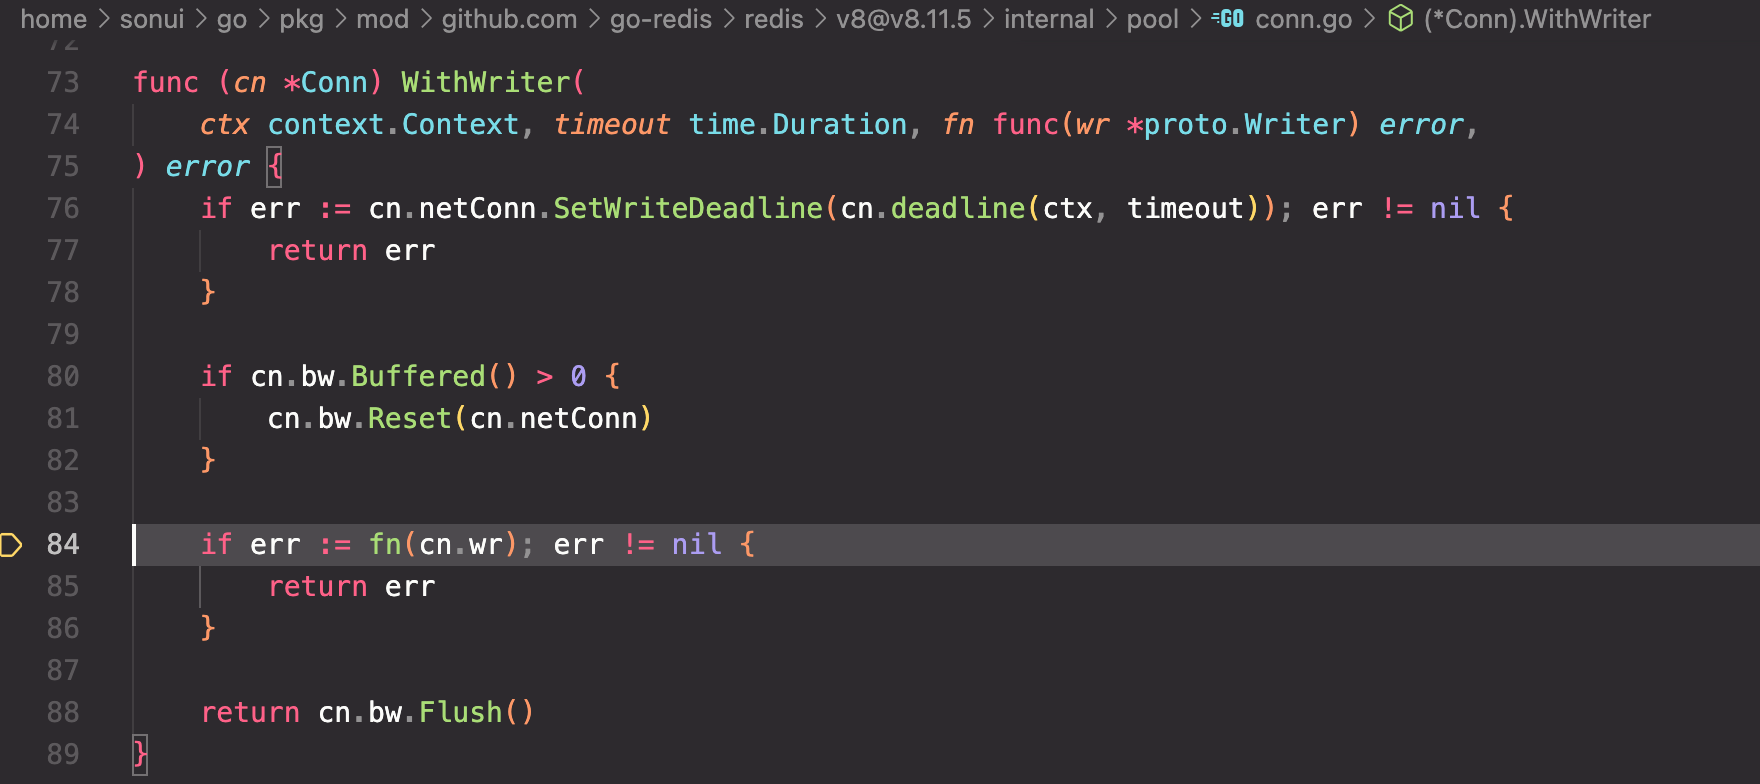 home > sonui > go > pkg > mod > github.com > go-redis > redis > v8@v8.11.5 > internal > pool > GO conn.go > (*Conn).WithWriter
72
73 func (cn *Conn) WithWriter(
74     ctx context.Context, timeout time.Duration, fn func(wr *proto.Writer) error,
75 ) error {
76     if err := cn.netConn.SetWriteDeadline(cn.deadline(ctx, timeout)); err != nil {
77         return err
78     }
79
80     if cn.bw.Buffered() > 0 {
81         cn.bw.Reset(cn.netConn)
82     }
83
84     if err := fn(cn.wr); err != nil {
85         return err
86     }
87
88     return cn.bw.Flush()
89 }